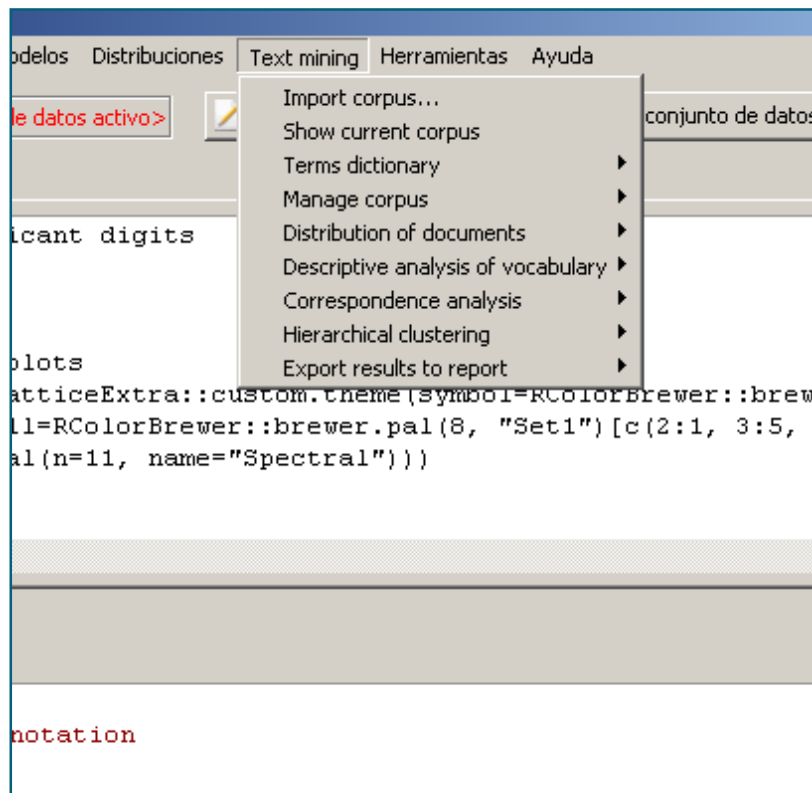 odelos Distribuciones Text mining Herramientas Ayuda
de datos activo> conjunto de datos
Import corpus...
Show current corpus
Terms dictionary
Manage corpus
Distribution of documents
Descriptive analysis of vocabulary
Correspondence analysis
Hierarchical clustering
Export results to report
icant digits
plots
atticeExtra::custom.theme(symbol=RColorBrewer::brew
ll=RColorBrewer::brewer.pal(8, "Set1")[c(2:1, 3:5,
al(n=11, name="Spectral")))
notation